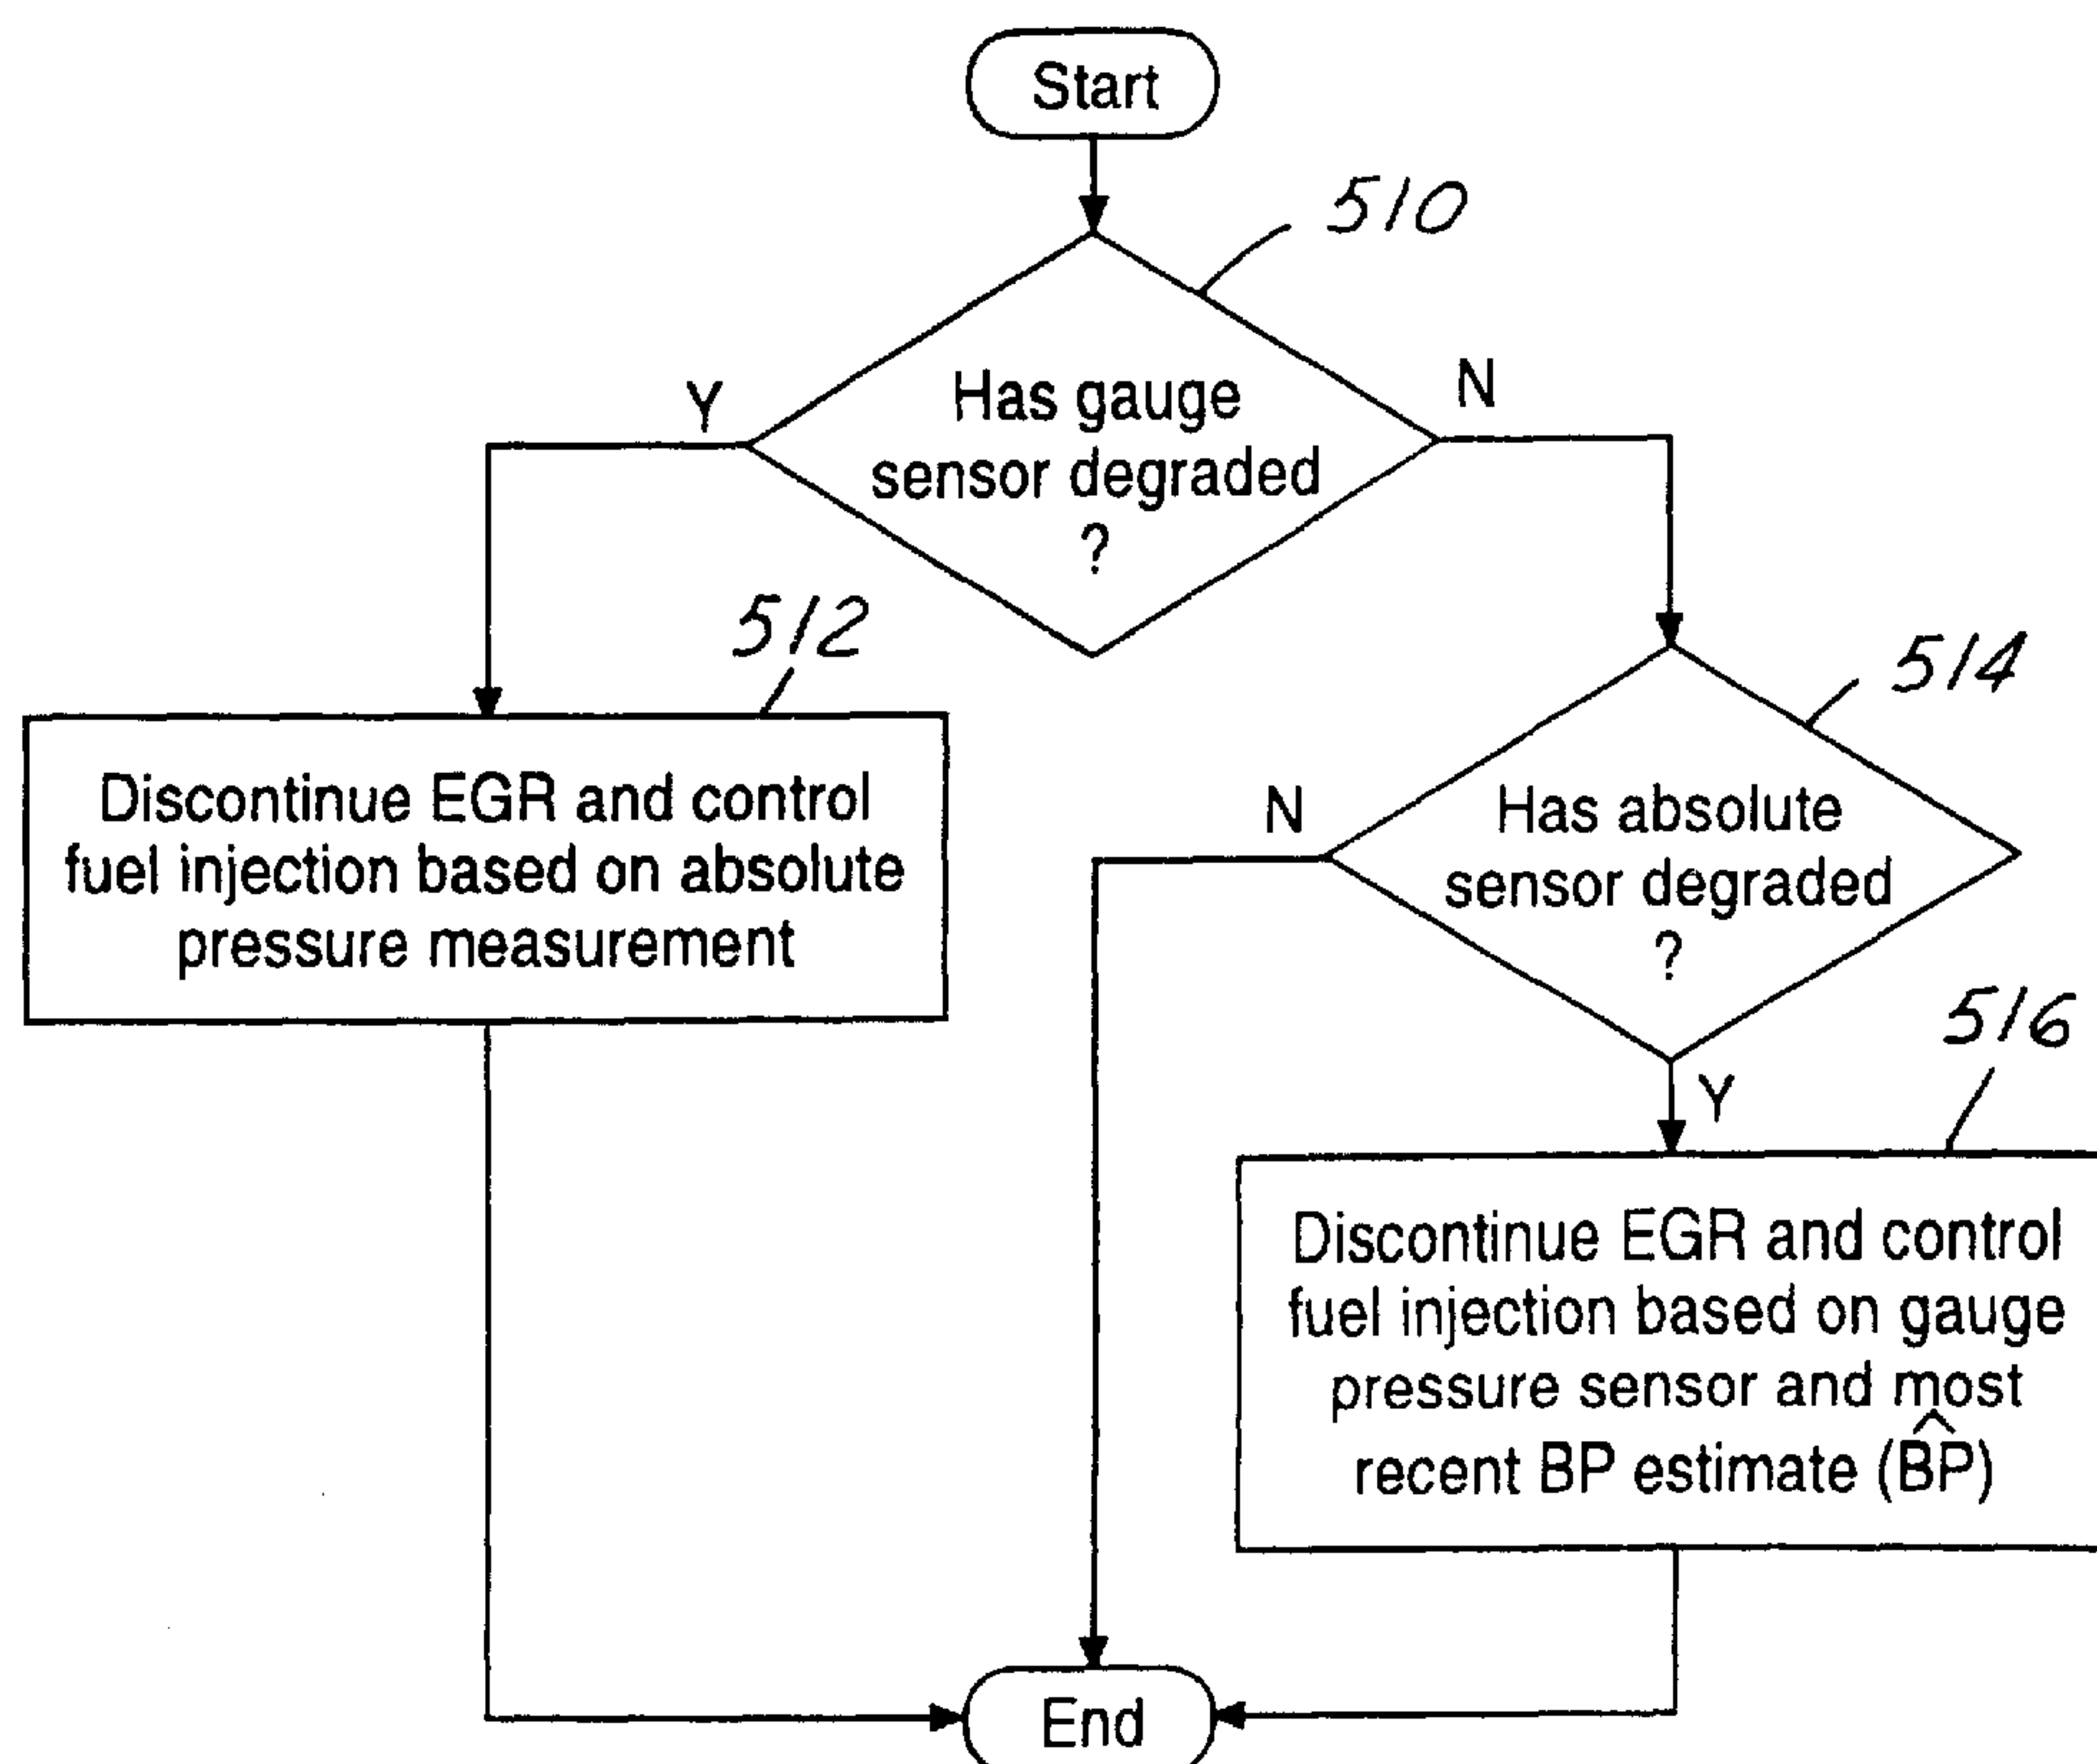 Start
510
Has gauge
sensor degraded
?
Y
N
512
514
Discontinue EGR and control
fuel injection based on absolute
pressure measurement
Has absolute
sensor degraded
?
N
Y
516
Discontinue EGR and control
fuel injection based on gauge
pressure sensor and most
recent BP estimate (B̂P)
End